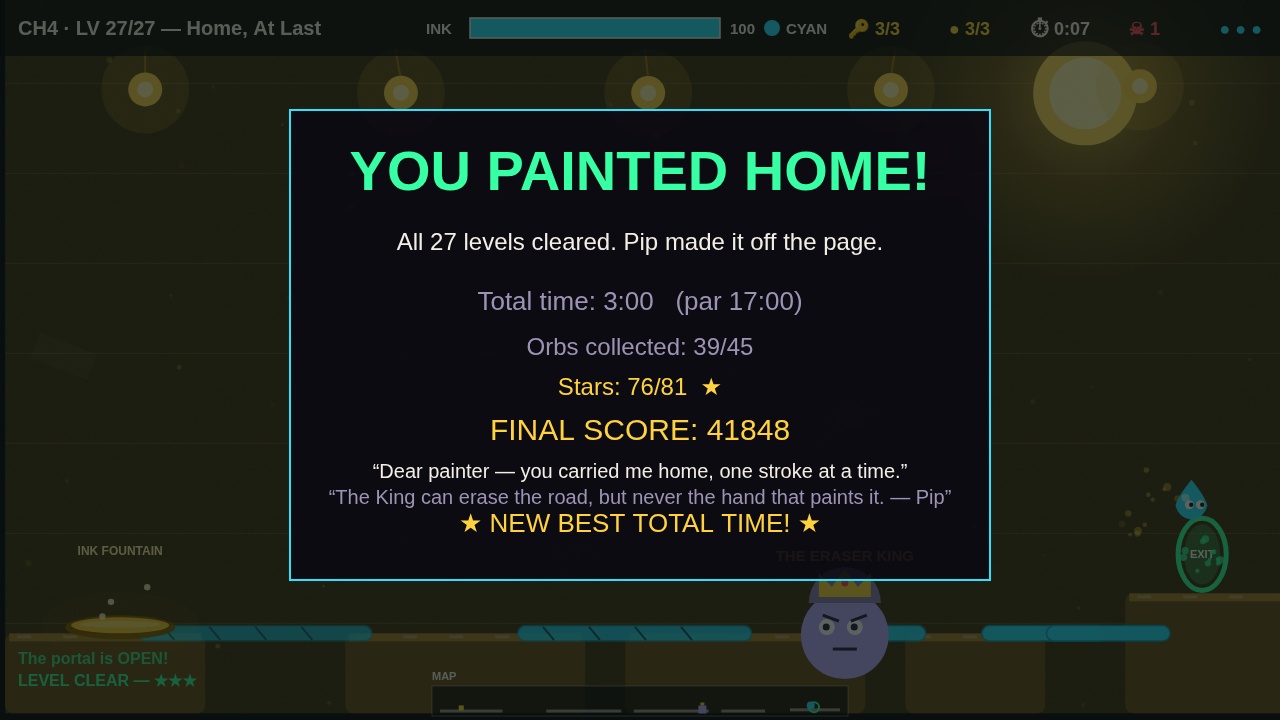 CH4 · LV 27/27 — Home, At Last
INK 100 CYAN 3/3 3/3 0:07 1
YOU PAINTED HOME!
All 27 levels cleared. Pip made it off the page.
Total time: 3:00 (par 17:00)
Orbs collected: 39/45
Stars: 76/81 ★
FINAL SCORE: 41848
“Dear painter — you carried me home, one stroke at a time.”
“The King can erase the road, but never the hand that paints it. — Pip”
★ NEW BEST TOTAL TIME! ★
INK FOUNTAIN
THE ERASER KING
EXIT
The portal is OPEN!
LEVEL CLEAR — ★★★
MAP